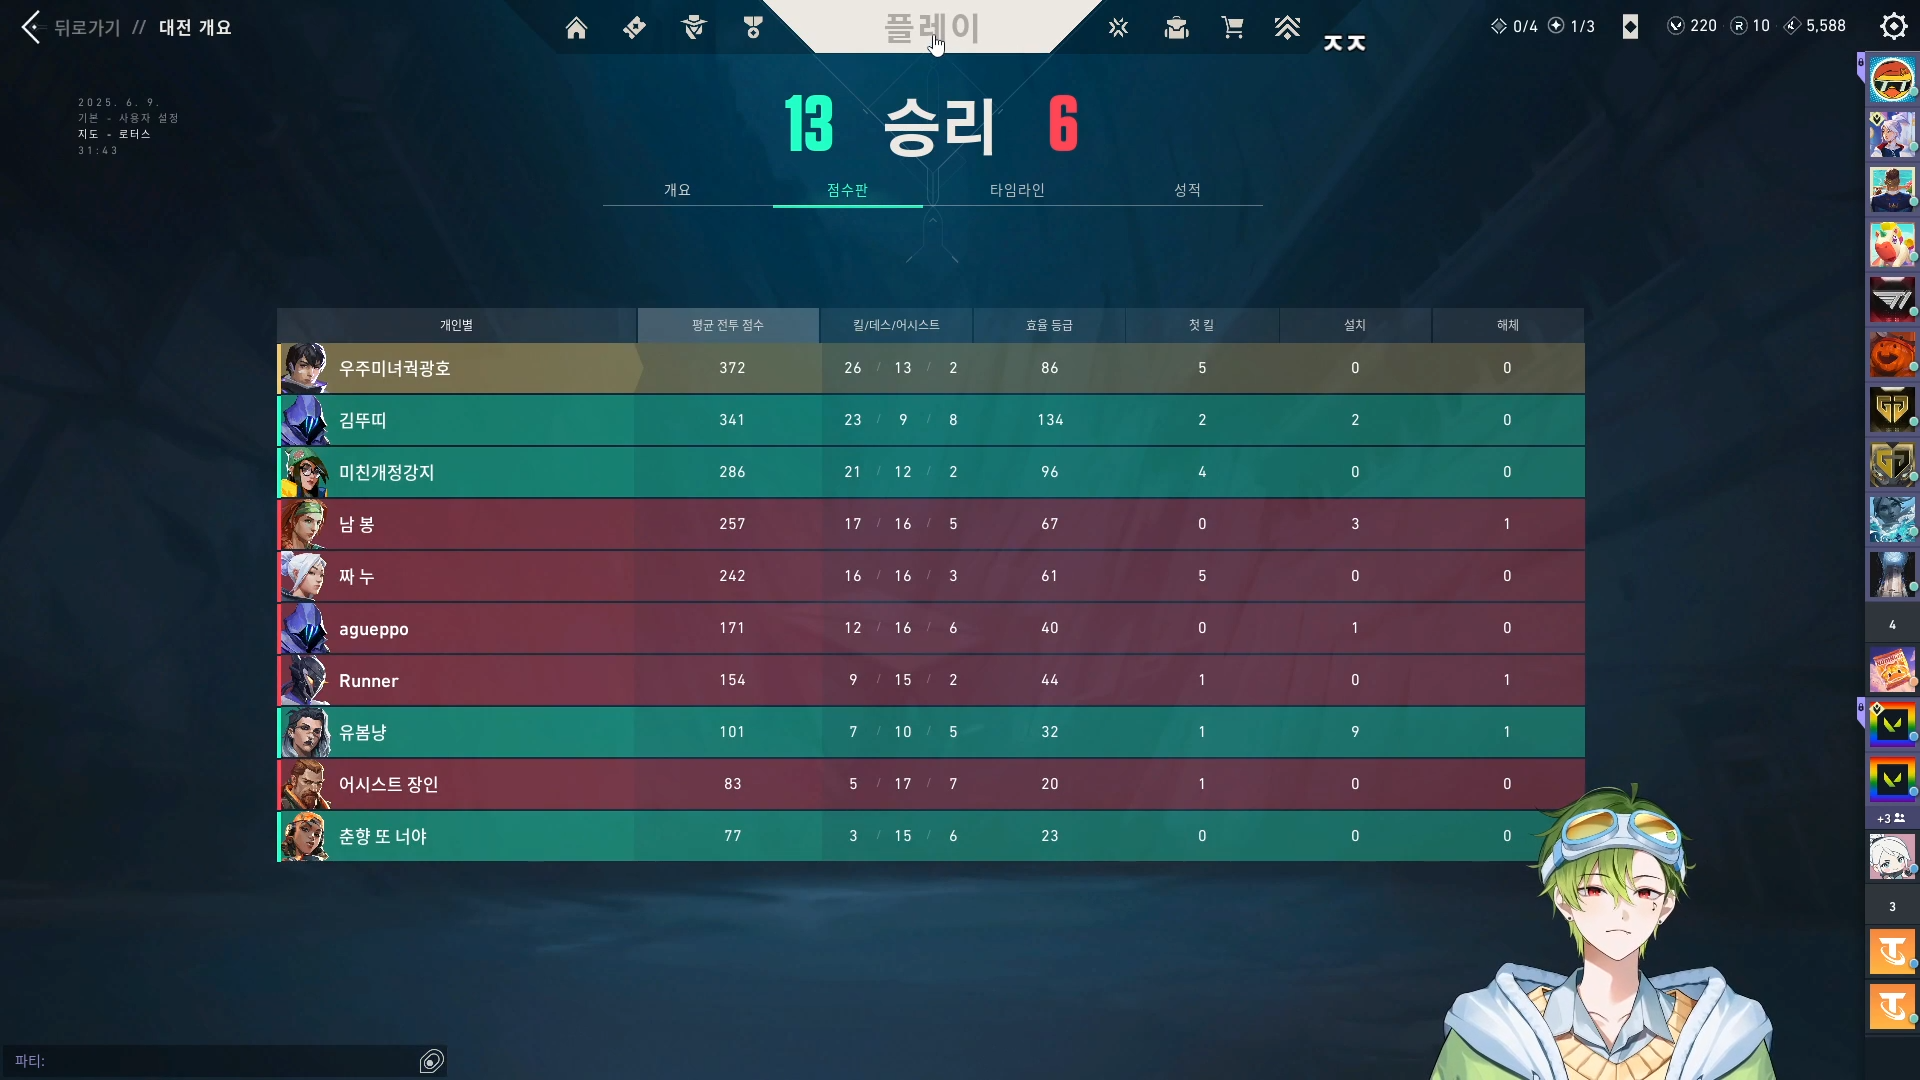 뒤로가기 // 대전 개요
플레이
ㅈㅈ
0/4 1/3
220 10 5,588
2025. 6. 9.
기본 - 사용자 설정
지도 - 로터스
31:43
13 승리 6
개요 점수판 타임라인 성적
개인별 평균 전투 점수 킬/데스/어시스트 효율 등급 첫 킬 설치 해체
우주미녀궉광호 372 26 / 13 / 2 86 5 0 0
김뚜띠 341 23 / 9 / 8 134 2 2 0
미친개정강지 286 21 / 12 / 2 96 4 0 0
남 봉 257 17 / 16 / 5 67 0 3 1
짜 누 242 16 / 16 / 3 61 5 0 0
agueppo 171 12 / 16 / 6 40 0 1 0
Runner 154 9 / 15 / 2 44 1 0 1
유봄냥 101 7 / 10 / 5 32 1 9 1
어시스트 장인 83 5 / 17 / 7 20 1 0 0
춘향 또 너야 77 3 / 15 / 6 23 0 0 0
4
+3
3
파티: